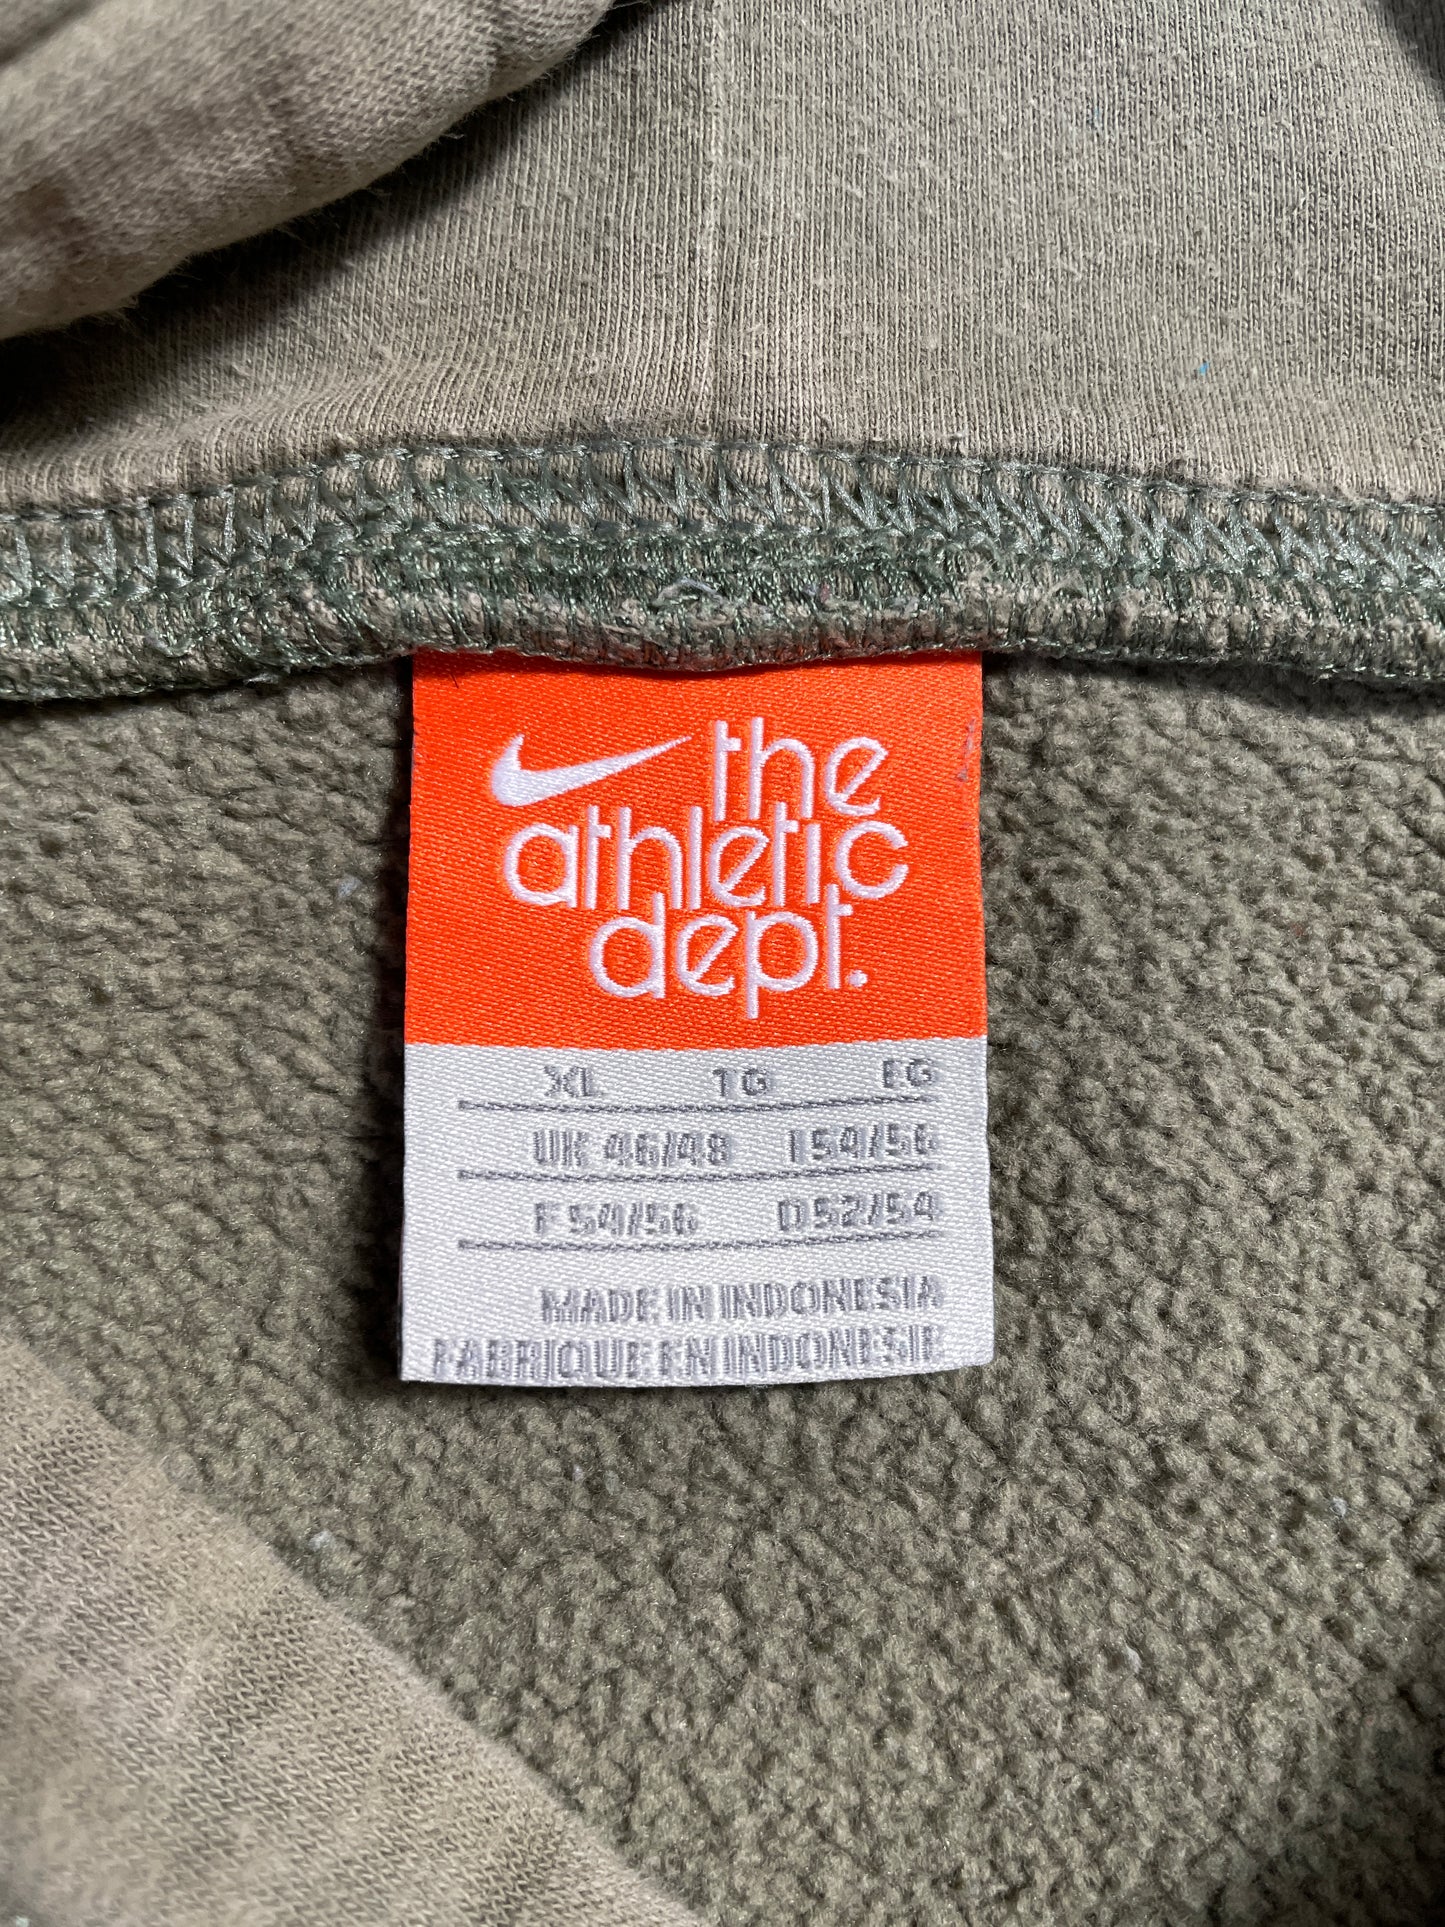 the
athletic
dept.
XL TG EG
UK 46/48 I 54/56
F 54/56 D 52/54
MADE IN INDONESIA
FABRIQUE EN INDONESIE